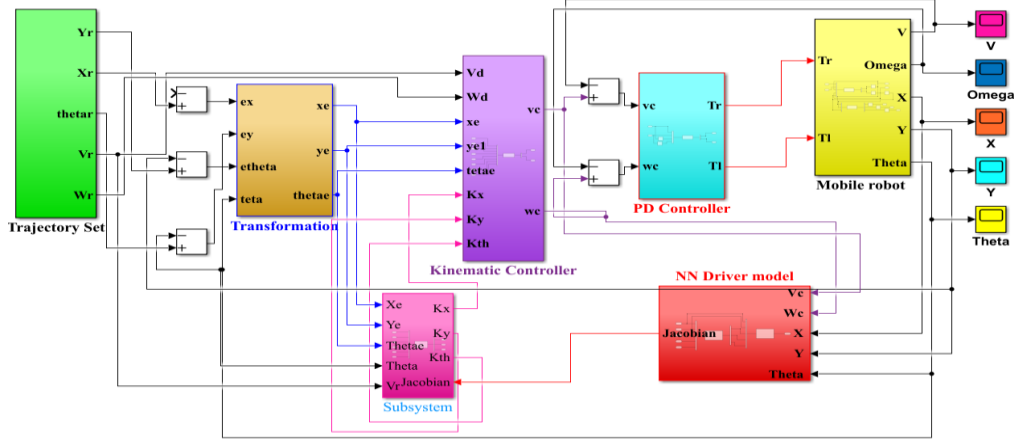 Yr
Xr
thetar
Vr
Wr
Trajectory Set
ex
ey
etheta
teta
xe
ye
thetae
Transformation
Vd
Wd
xe
ye1
tetae
Kx
Ky
Kth
vc
wc
Kinematic Controller
vc
wc
Tr
Tl
PD Controller
Tr
Tl
V
Omega
X
Y
Theta
Mobile robot
V
Omega
X
Y
Theta
Xe
Ye
Thetae
Theta
Vr
Kx
Ky
Kth
Jacobian
Subsystem
NN Driver model
Jacobian
Vc
Wc
X
Y
Theta